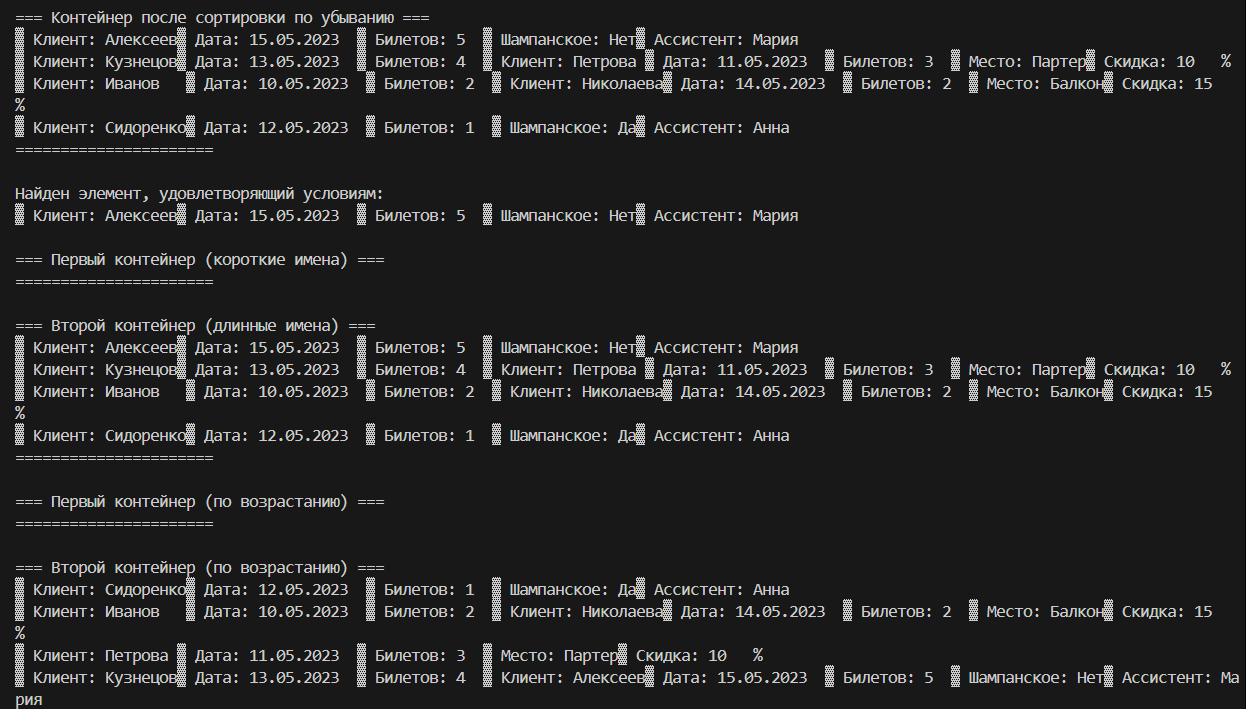 === Контейнер после сортировки по убыванию ===
▒ Клиент: Алексеев▒ Дата: 15.05.2023  ▒ Билетов: 5  ▒ Шампанское: Нет▒ Ассистент: Мария
▒ Клиент: Кузнецов▒ Дата: 13.05.2023  ▒ Билетов: 4  ▒ Клиент: Петрова ▒ Дата: 11.05.2023  ▒ Билетов: 3  ▒ Место: Партер▒ Скидка: 10   %
▒ Клиент: Иванов   ▒ Дата: 10.05.2023  ▒ Билетов: 2  ▒ Клиент: Николаева▒ Дата: 14.05.2023  ▒ Билетов: 2  ▒ Место: Балкон▒ Скидка: 15
%
▒ Клиент: Сидоренко▒ Дата: 12.05.2023  ▒ Билетов: 1  ▒ Шампанское: Да▒ Ассистент: Анна
======================
Найден элемент, удовлетворяющий условиям:
▒ Клиент: Алексеев▒ Дата: 15.05.2023  ▒ Билетов: 5  ▒ Шампанское: Нет▒ Ассистент: Мария
=== Первый контейнер (короткие имена) ===
======================
=== Второй контейнер (длинные имена) ===
▒ Клиент: Алексеев▒ Дата: 15.05.2023  ▒ Билетов: 5  ▒ Шампанское: Нет▒ Ассистент: Мария
▒ Клиент: Кузнецов▒ Дата: 13.05.2023  ▒ Билетов: 4  ▒ Клиент: Петрова ▒ Дата: 11.05.2023  ▒ Билетов: 3  ▒ Место: Партер▒ Скидка: 10   %
▒ Клиент: Иванов   ▒ Дата: 10.05.2023  ▒ Билетов: 2  ▒ Клиент: Николаева▒ Дата: 14.05.2023  ▒ Билетов: 2  ▒ Место: Балкон▒ Скидка: 15
%
▒ Клиент: Сидоренко▒ Дата: 12.05.2023  ▒ Билетов: 1  ▒ Шампанское: Да▒ Ассистент: Анна
======================
=== Первый контейнер (по возрастанию) ===
======================
=== Второй контейнер (по возрастанию) ===
▒ Клиент: Сидоренко▒ Дата: 12.05.2023  ▒ Билетов: 1  ▒ Шампанское: Да▒ Ассистент: Анна
▒ Клиент: Иванов   ▒ Дата: 10.05.2023  ▒ Билетов: 2  ▒ Клиент: Николаева▒ Дата: 14.05.2023  ▒ Билетов: 2  ▒ Место: Балкон▒ Скидка: 15
%
▒ Клиент: Петрова ▒ Дата: 11.05.2023  ▒ Билетов: 3  ▒ Место: Партер▒ Скидка: 10   %
▒ Клиент: Кузнецов▒ Дата: 13.05.2023  ▒ Билетов: 4  ▒ Клиент: Алексеев▒ Дата: 15.05.2023  ▒ Билетов: 5  ▒ Шампанское: Нет▒ Ассистент: Ма
рия